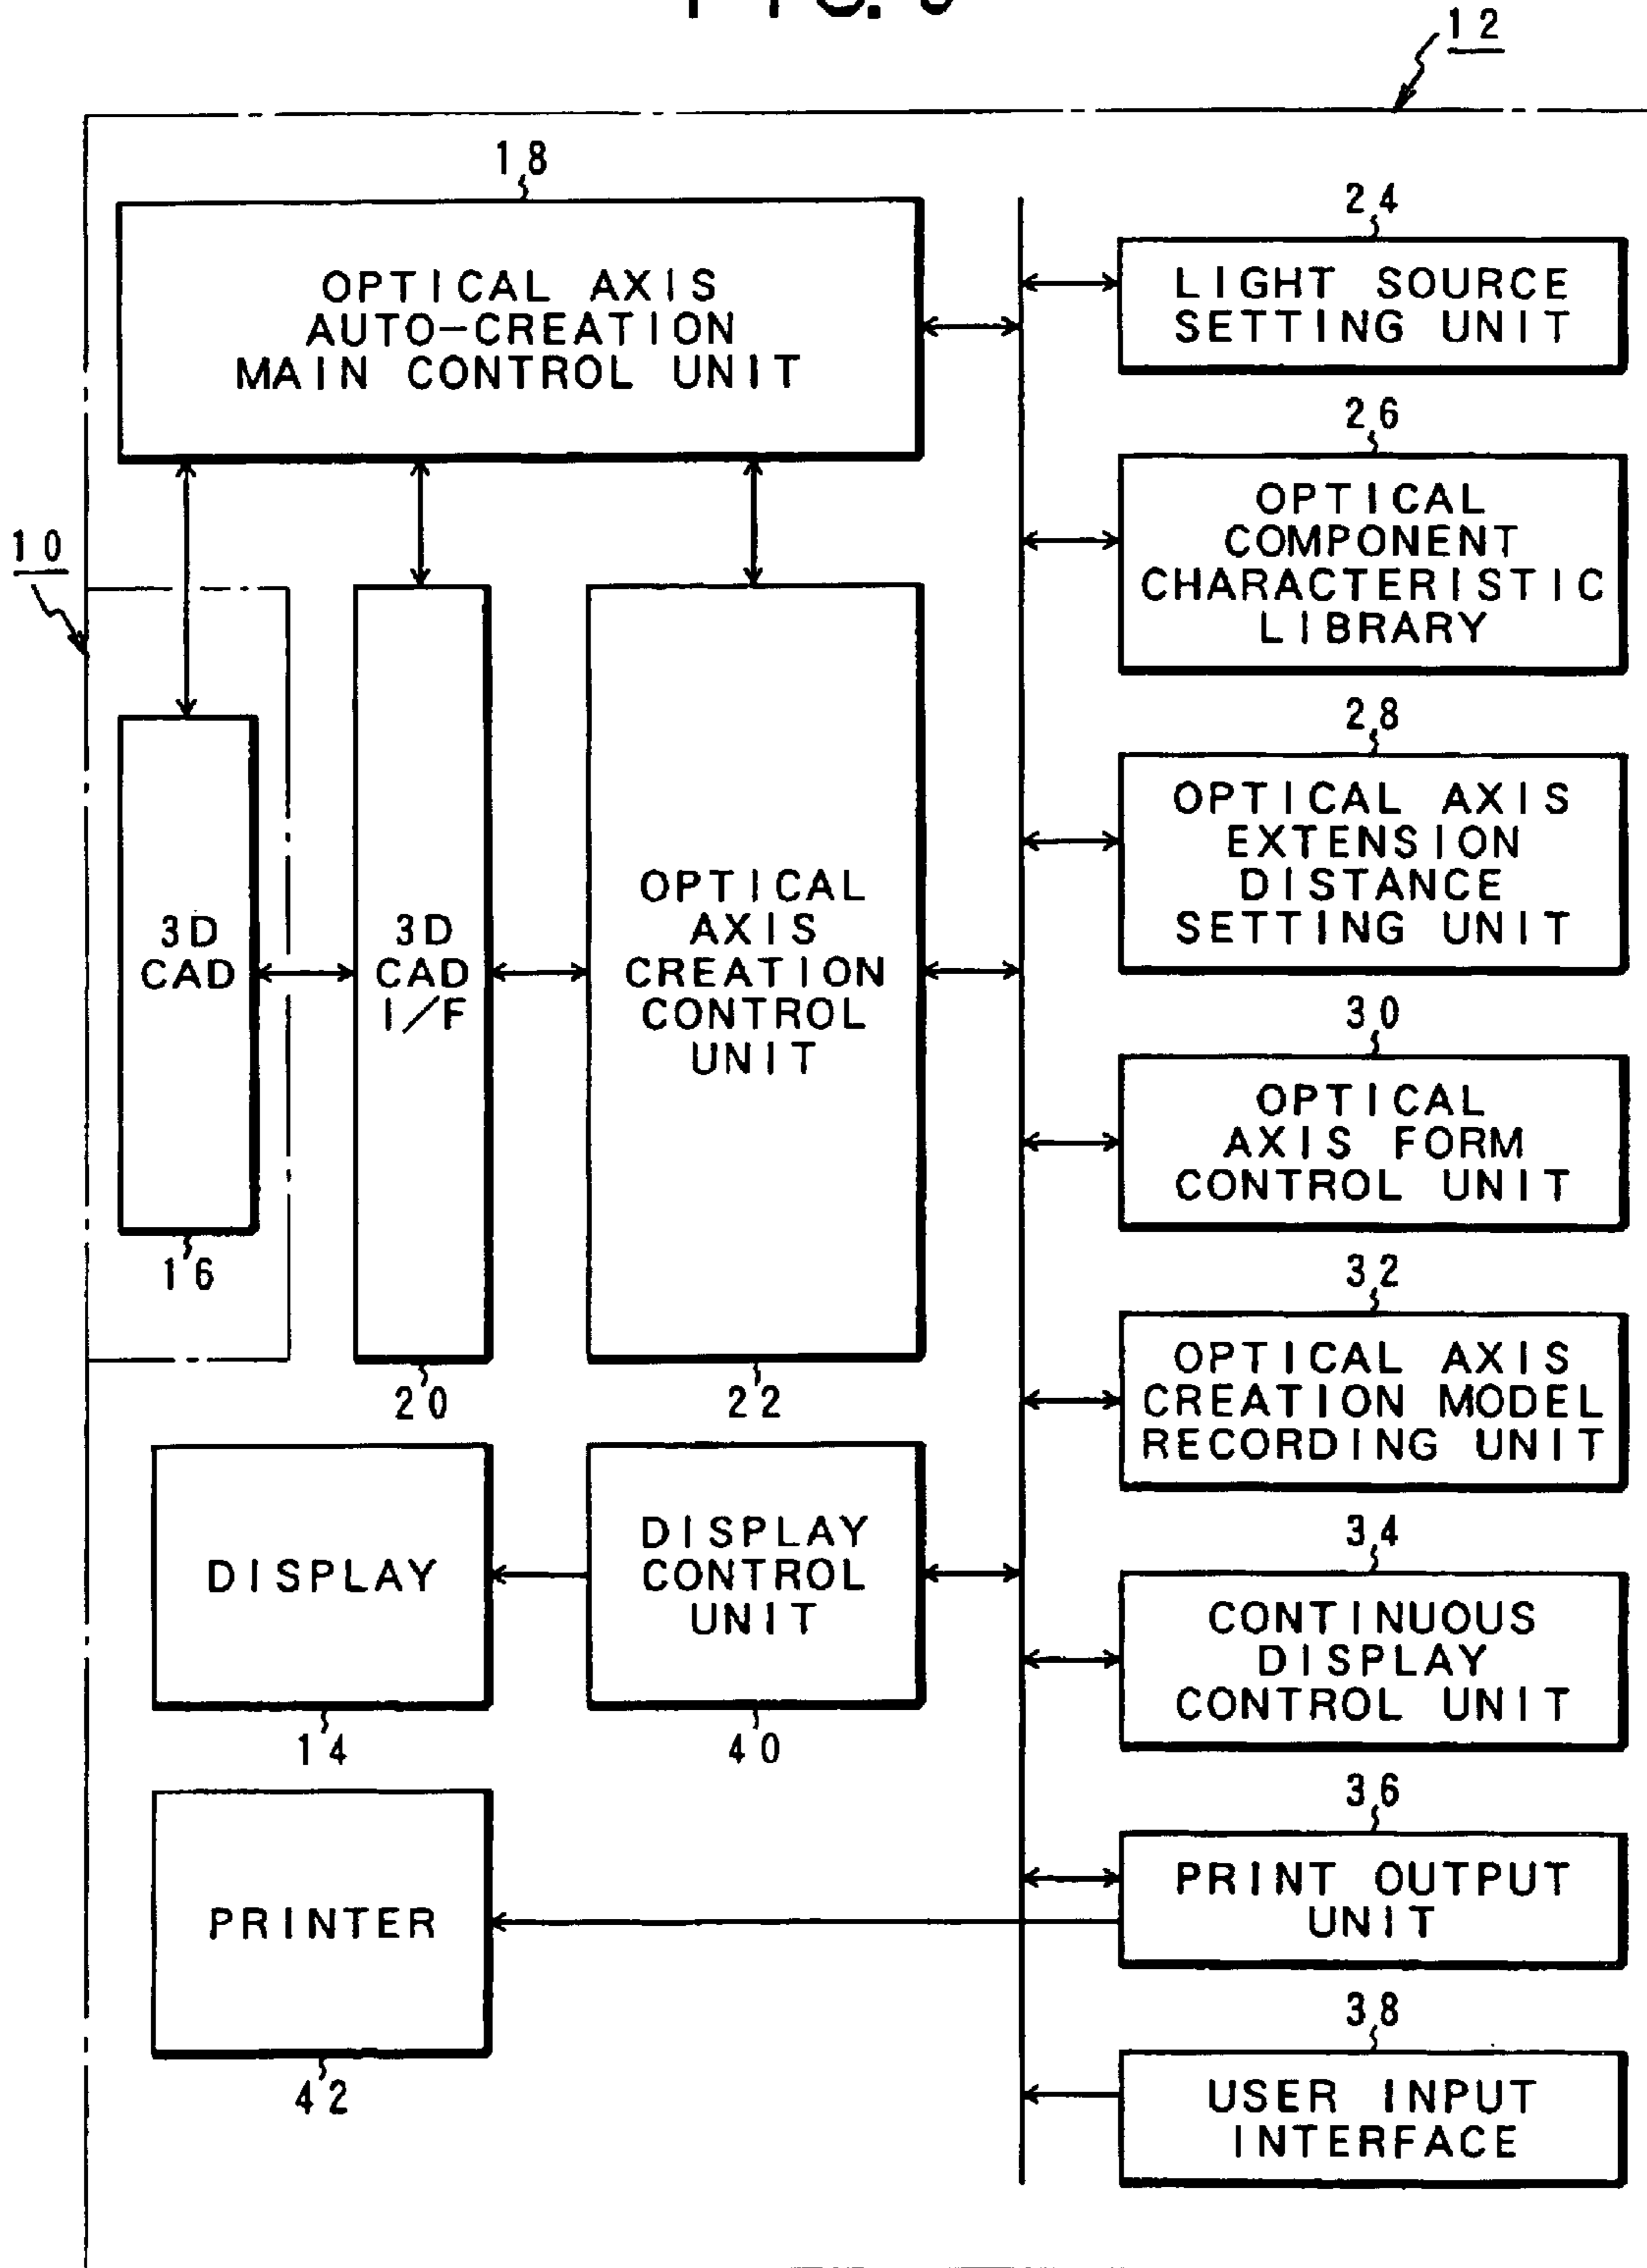 12
18
OPTICAL AXIS
AUTO-CREATION
MAIN CONTROL UNIT
24
LIGHT SOURCE
SETTING UNIT
26
OPTICAL
COMPONENT
CHARACTERISTIC
LIBRARY
10
28
OPTICAL AXIS
EXTENSION
DISTANCE
SETTING UNIT
3D
CAD
16
3D
CAD
I/F
20
OPTICAL
AXIS
CREATION
CONTROL
UNIT
22
30
OPTICAL
AXIS FORM
CONTROL UNIT
32
OPTICAL AXIS
CREATION MODEL
RECORDING UNIT
DISPLAY
14
DISPLAY
CONTROL
UNIT
40
34
CONTINUOUS
DISPLAY
CONTROL UNIT
PRINTER
42
36
PRINT OUTPUT
UNIT
38
USER INPUT
INTERFACE